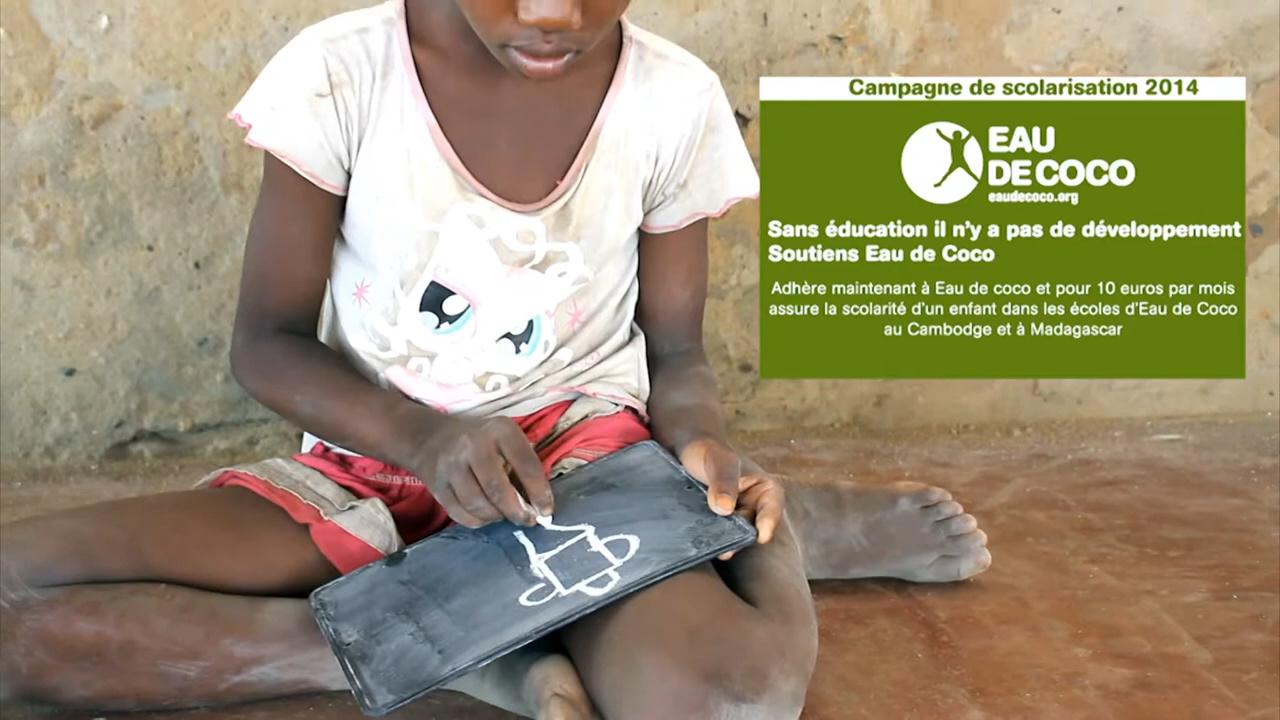 Campagne de scolarisation 2014
EAU
DE COCO
eaudecoco.org
Sans éducation il n'y a pas de développement
Soutiens Eau de Coco
Adhère maintenant à Eau de coco et pour 10 euros par mois
assure la scolarité d'un enfant dans les écoles d'Eau de Coco
au Cambodge et à Madagascar